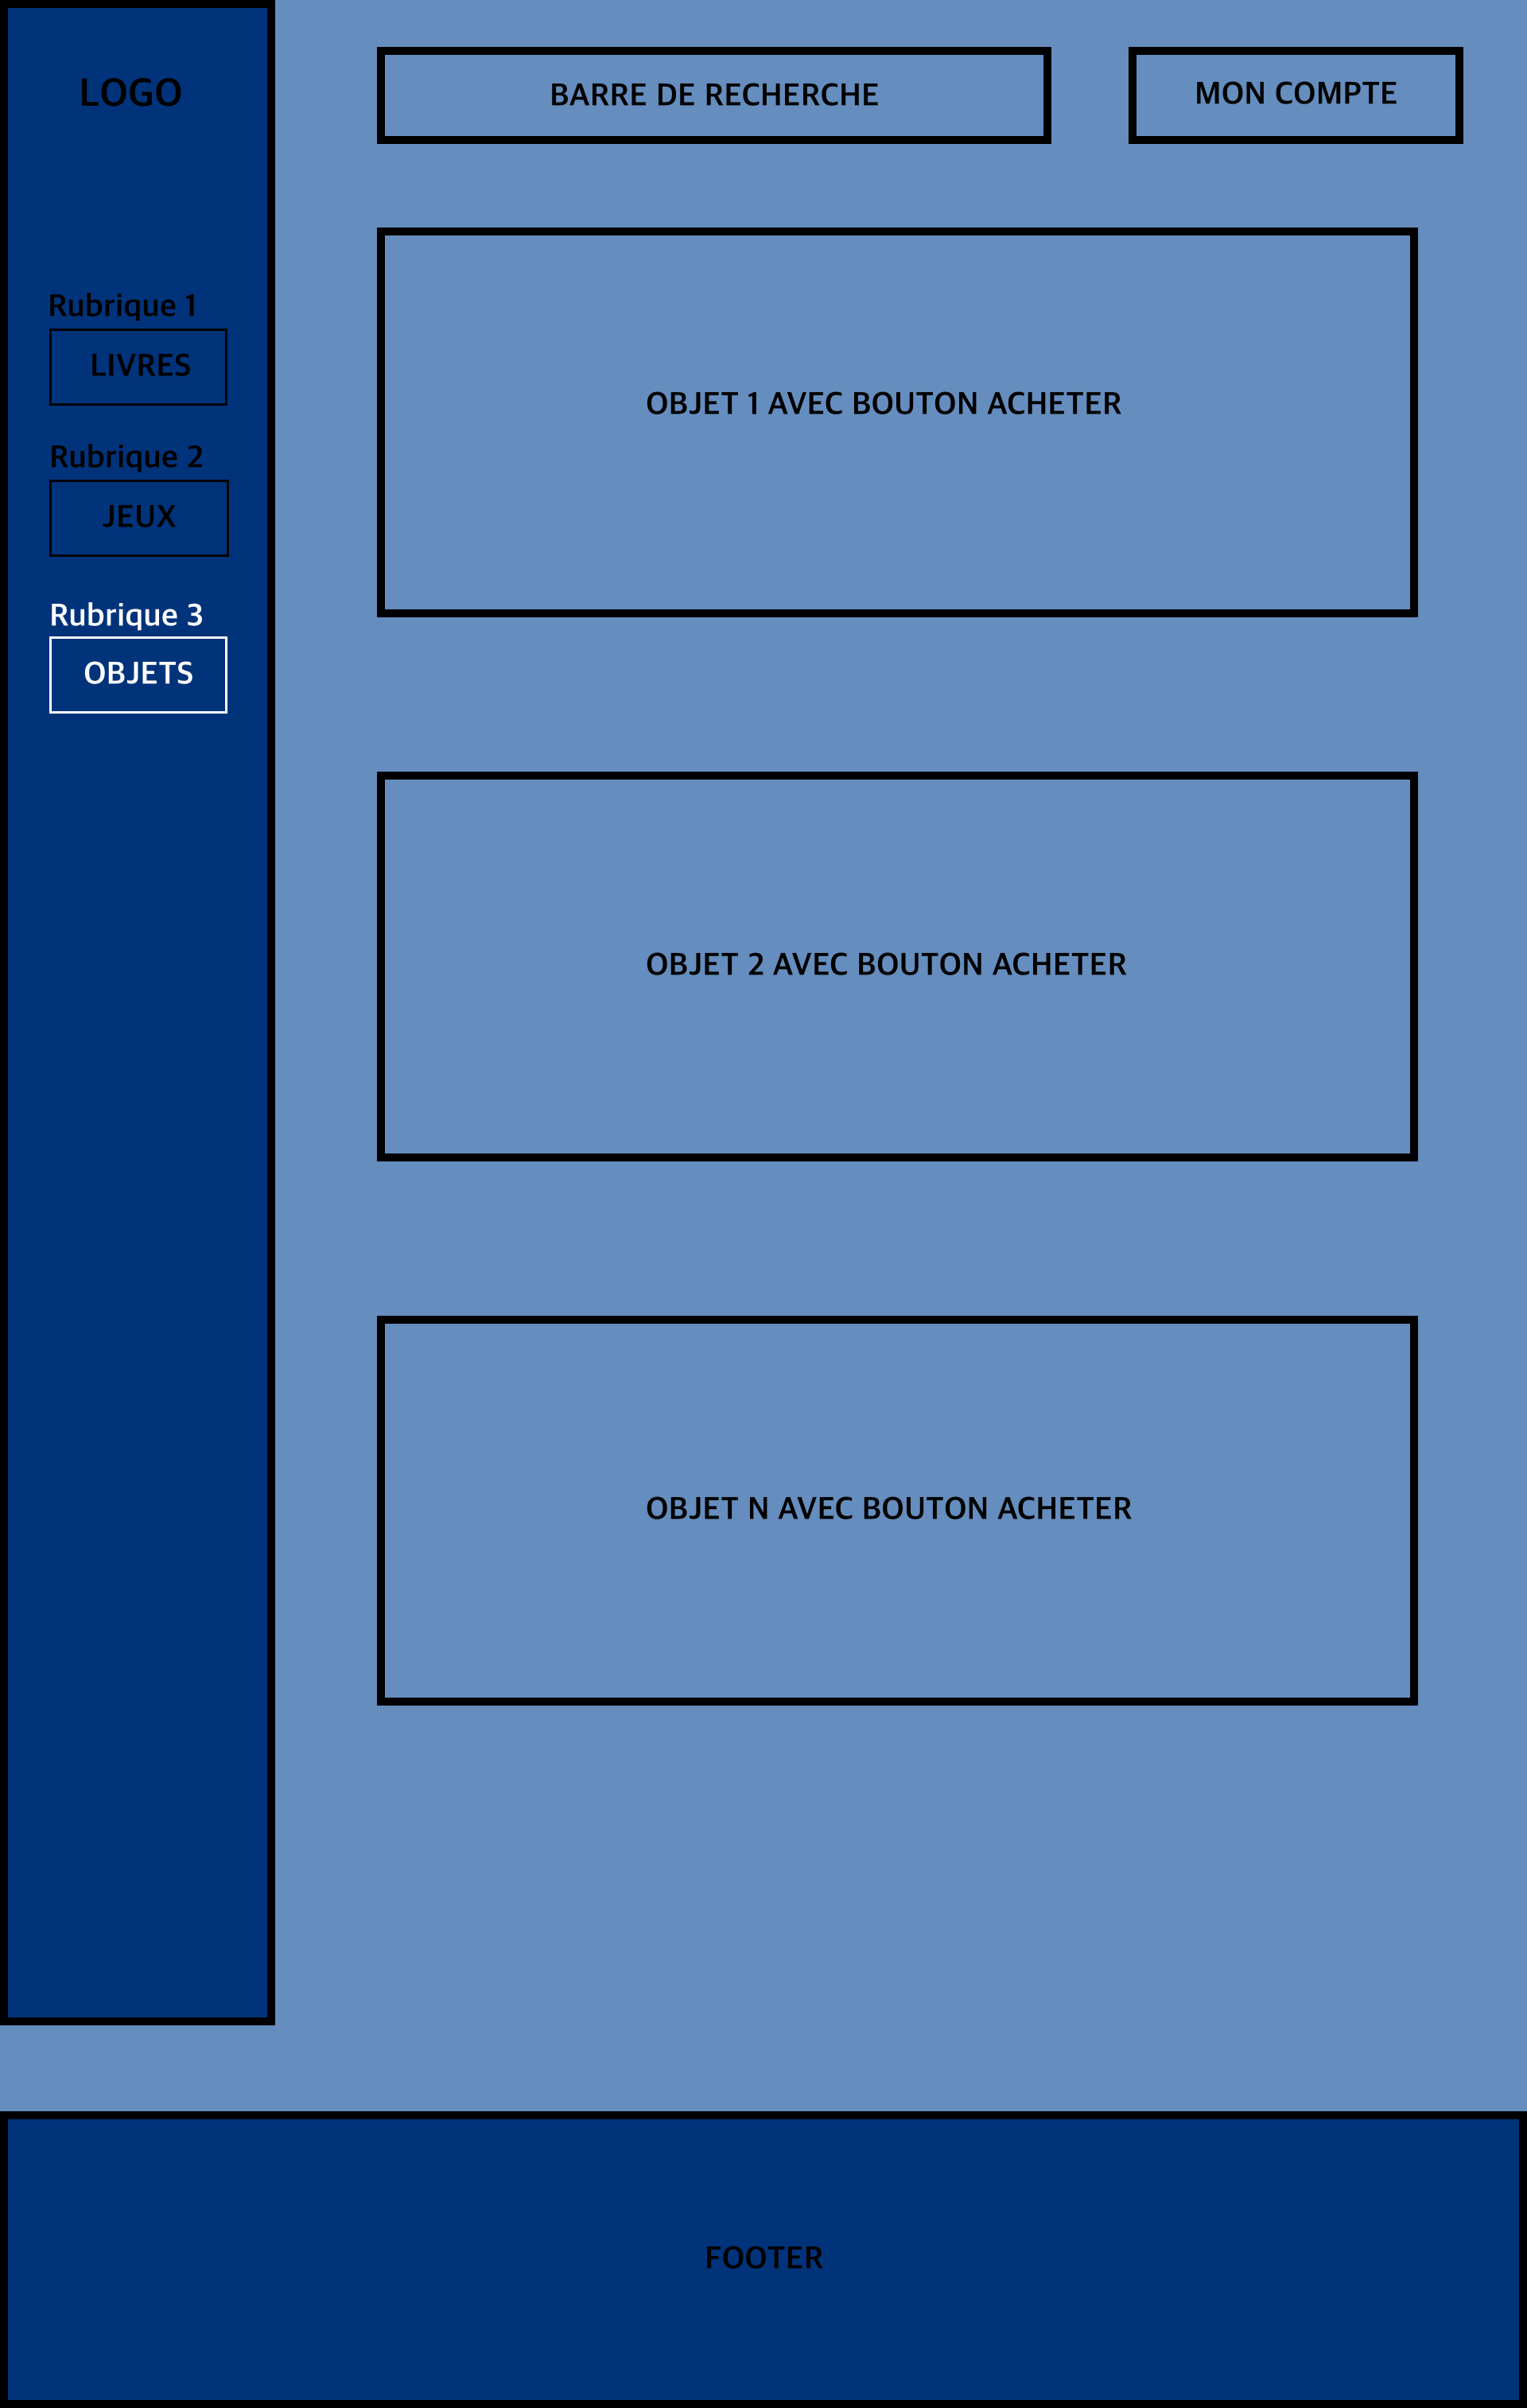 LOGO
BARRE DE RECHERCHE
MON COMPTE
Rubrique 1
LIVRES
Rubrique 2
JEUX
Rubrique 3
OBJETS
OBJET 1 AVEC BOUTON ACHETER
OBJET 2 AVEC BOUTON ACHETER
OBJET N AVEC BOUTON ACHETER
FOOTER